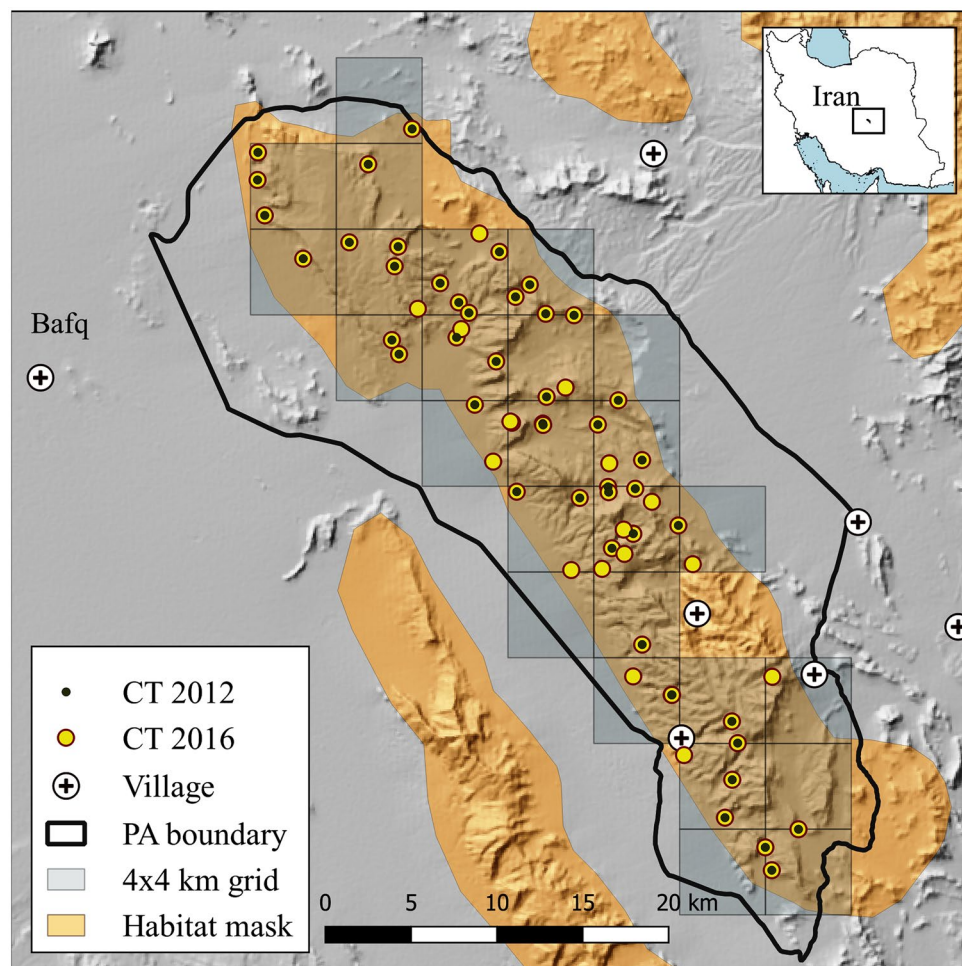 Iran
Bafq
CT 2012
CT 2016
Village
PA boundary
4x4 km grid
Habitat mask
0 5 10 15 20 km